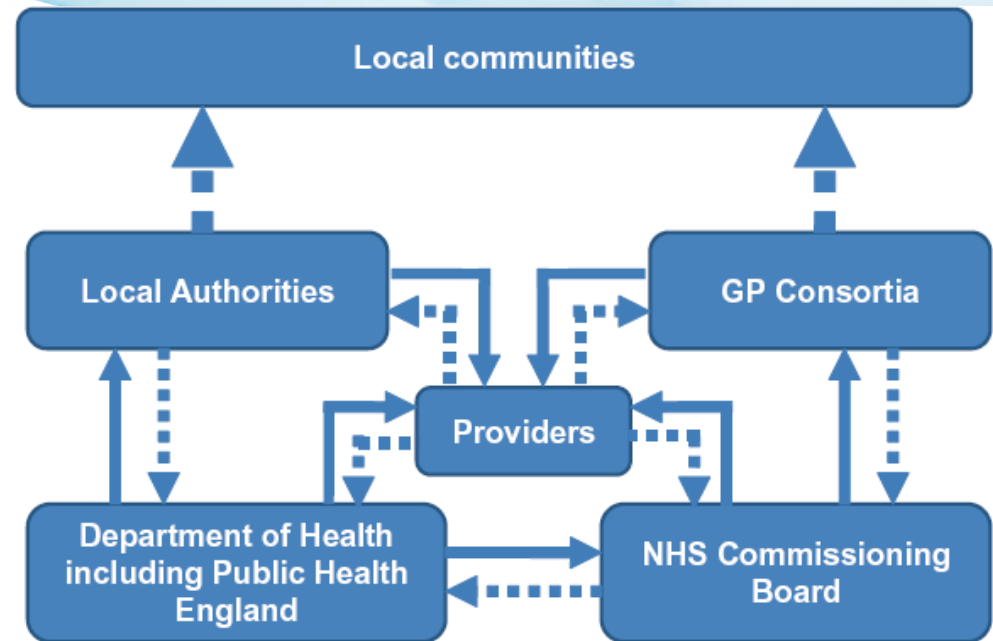 Local communities
Local Authorities
GP Consortia
Providers
Department of Health
including Public Health
England
NHS Commissioning
Board